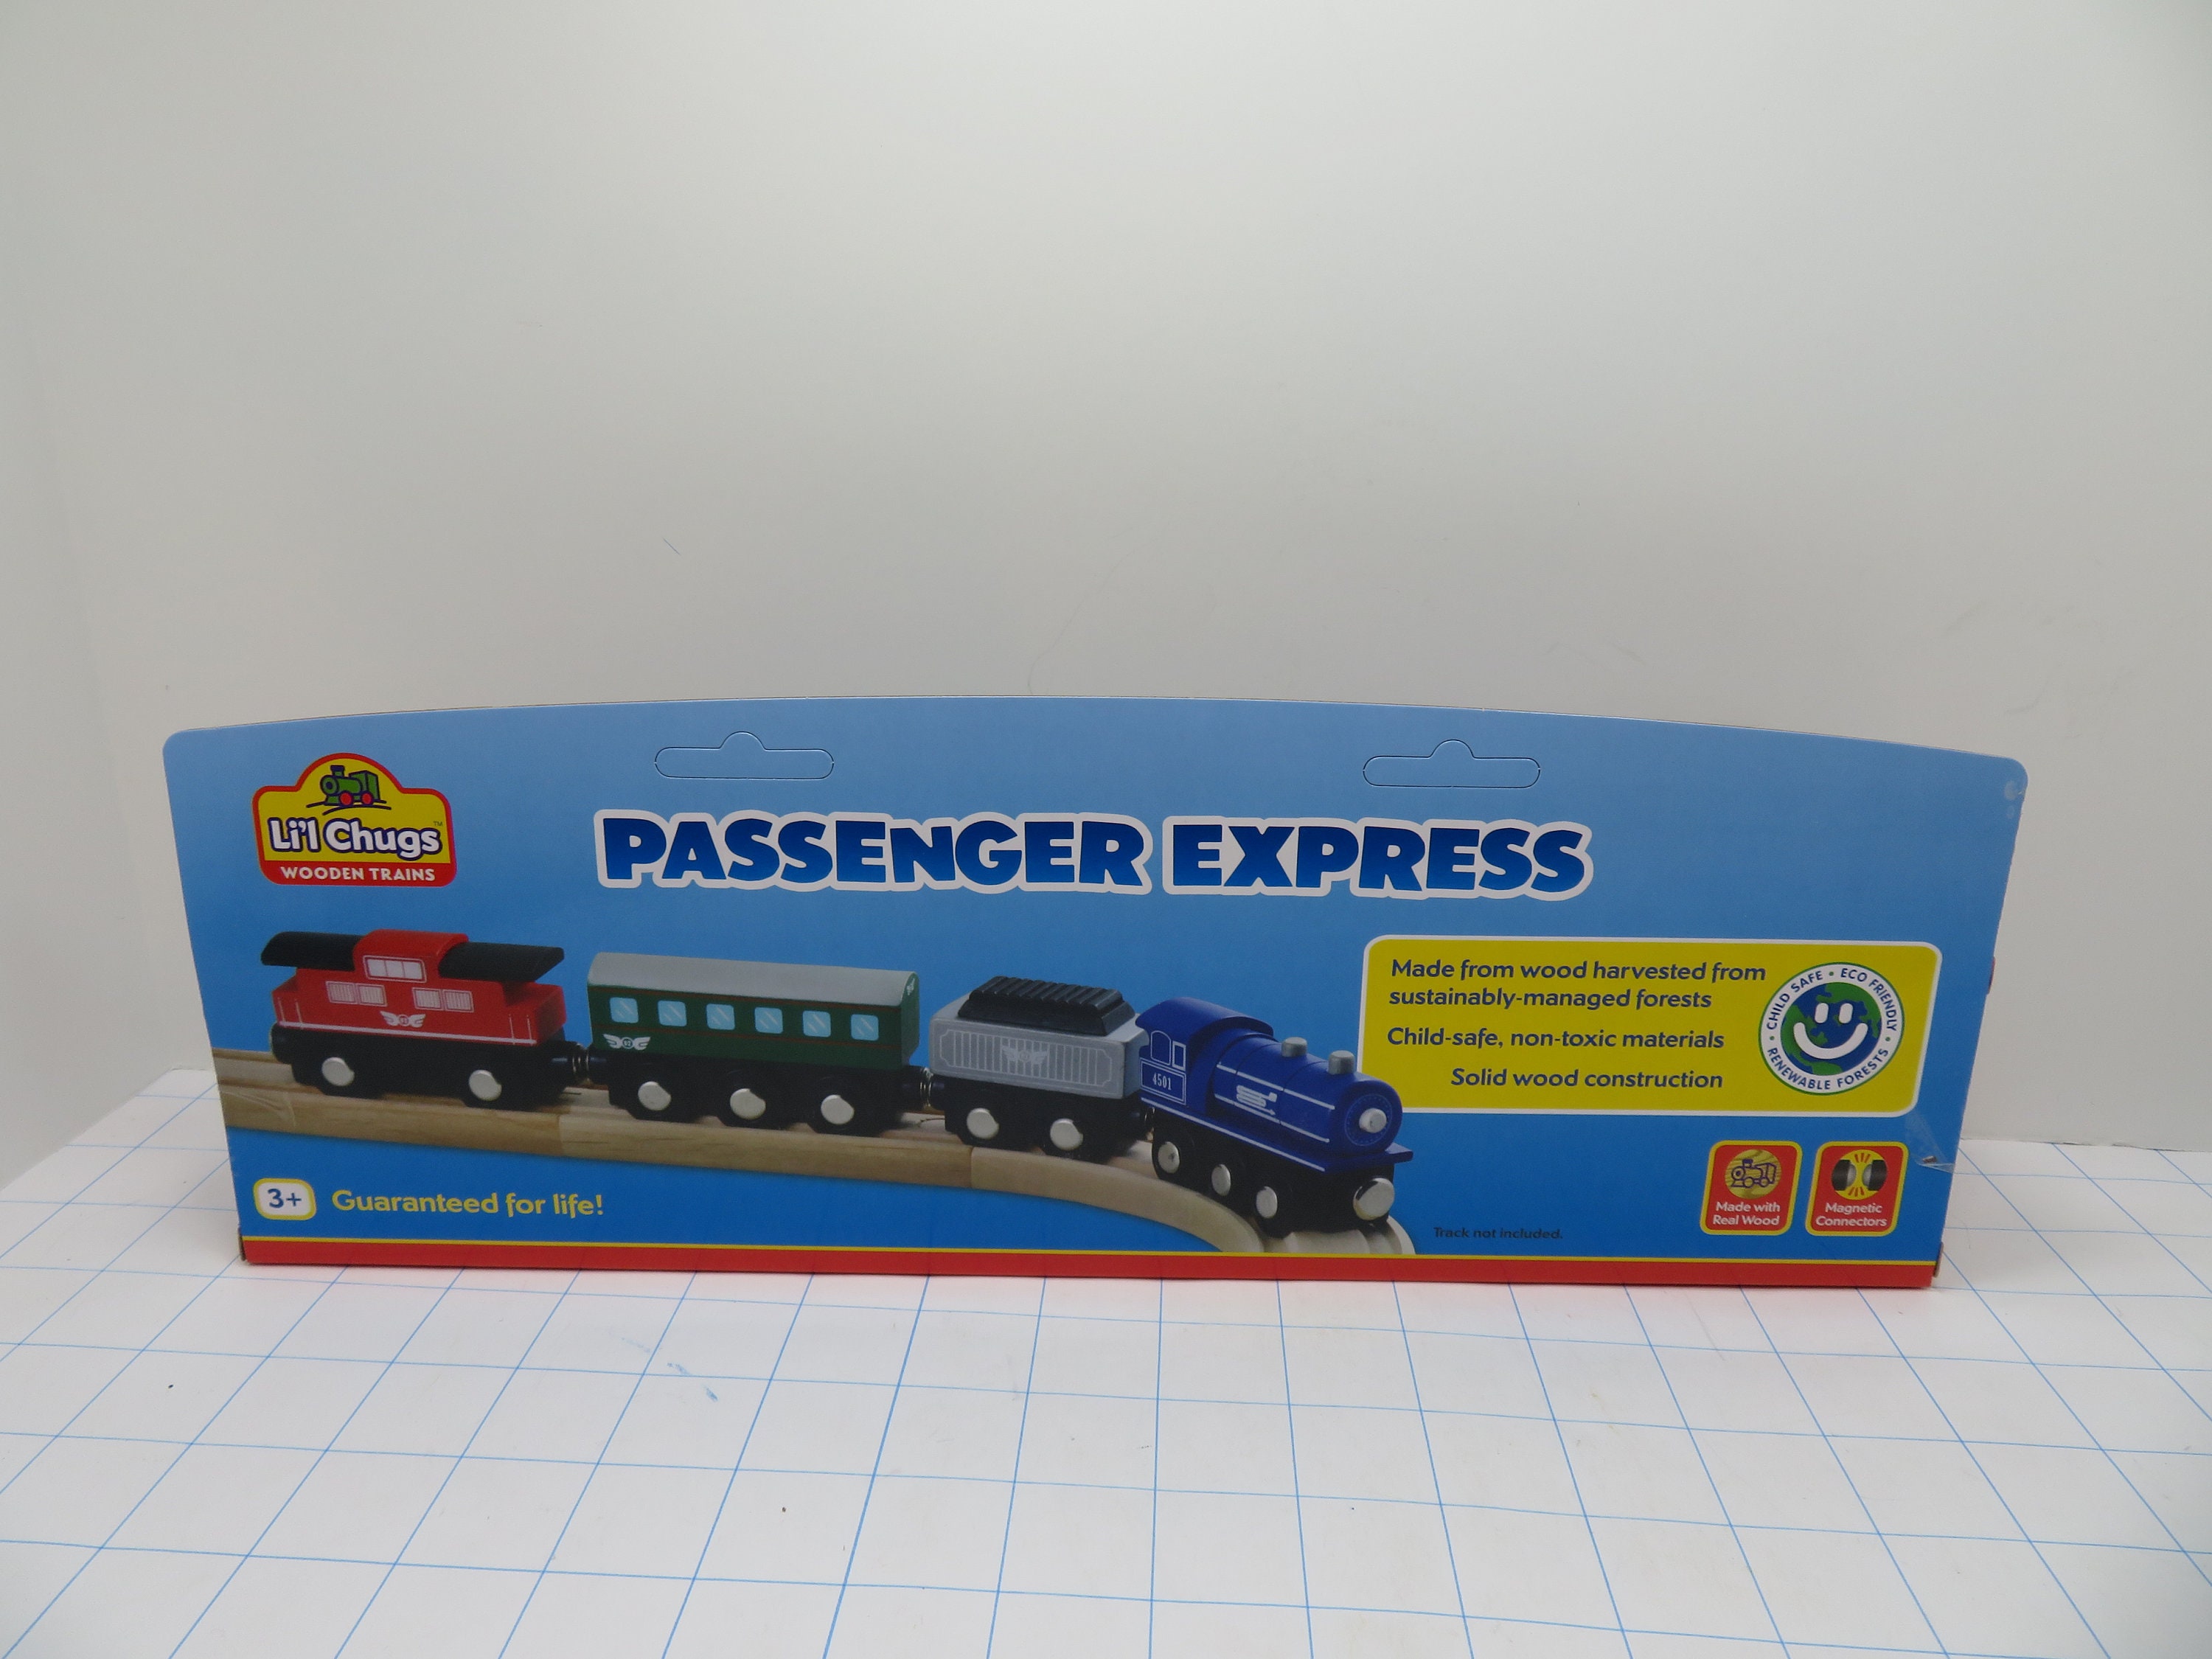 Li'l Chugs™
WOODEN TRAINS
PASSENGER EXPRESS
Made from wood harvested from
sustainably-managed forests
Child-safe, non-toxic materials
Solid wood construction
CHILD SAFE • ECO FRIENDLY • RENEWABLE FORESTS •
4501
3+
Guaranteed for life!
Track not included.
Made with
Real Wood
Magnetic
Connectors